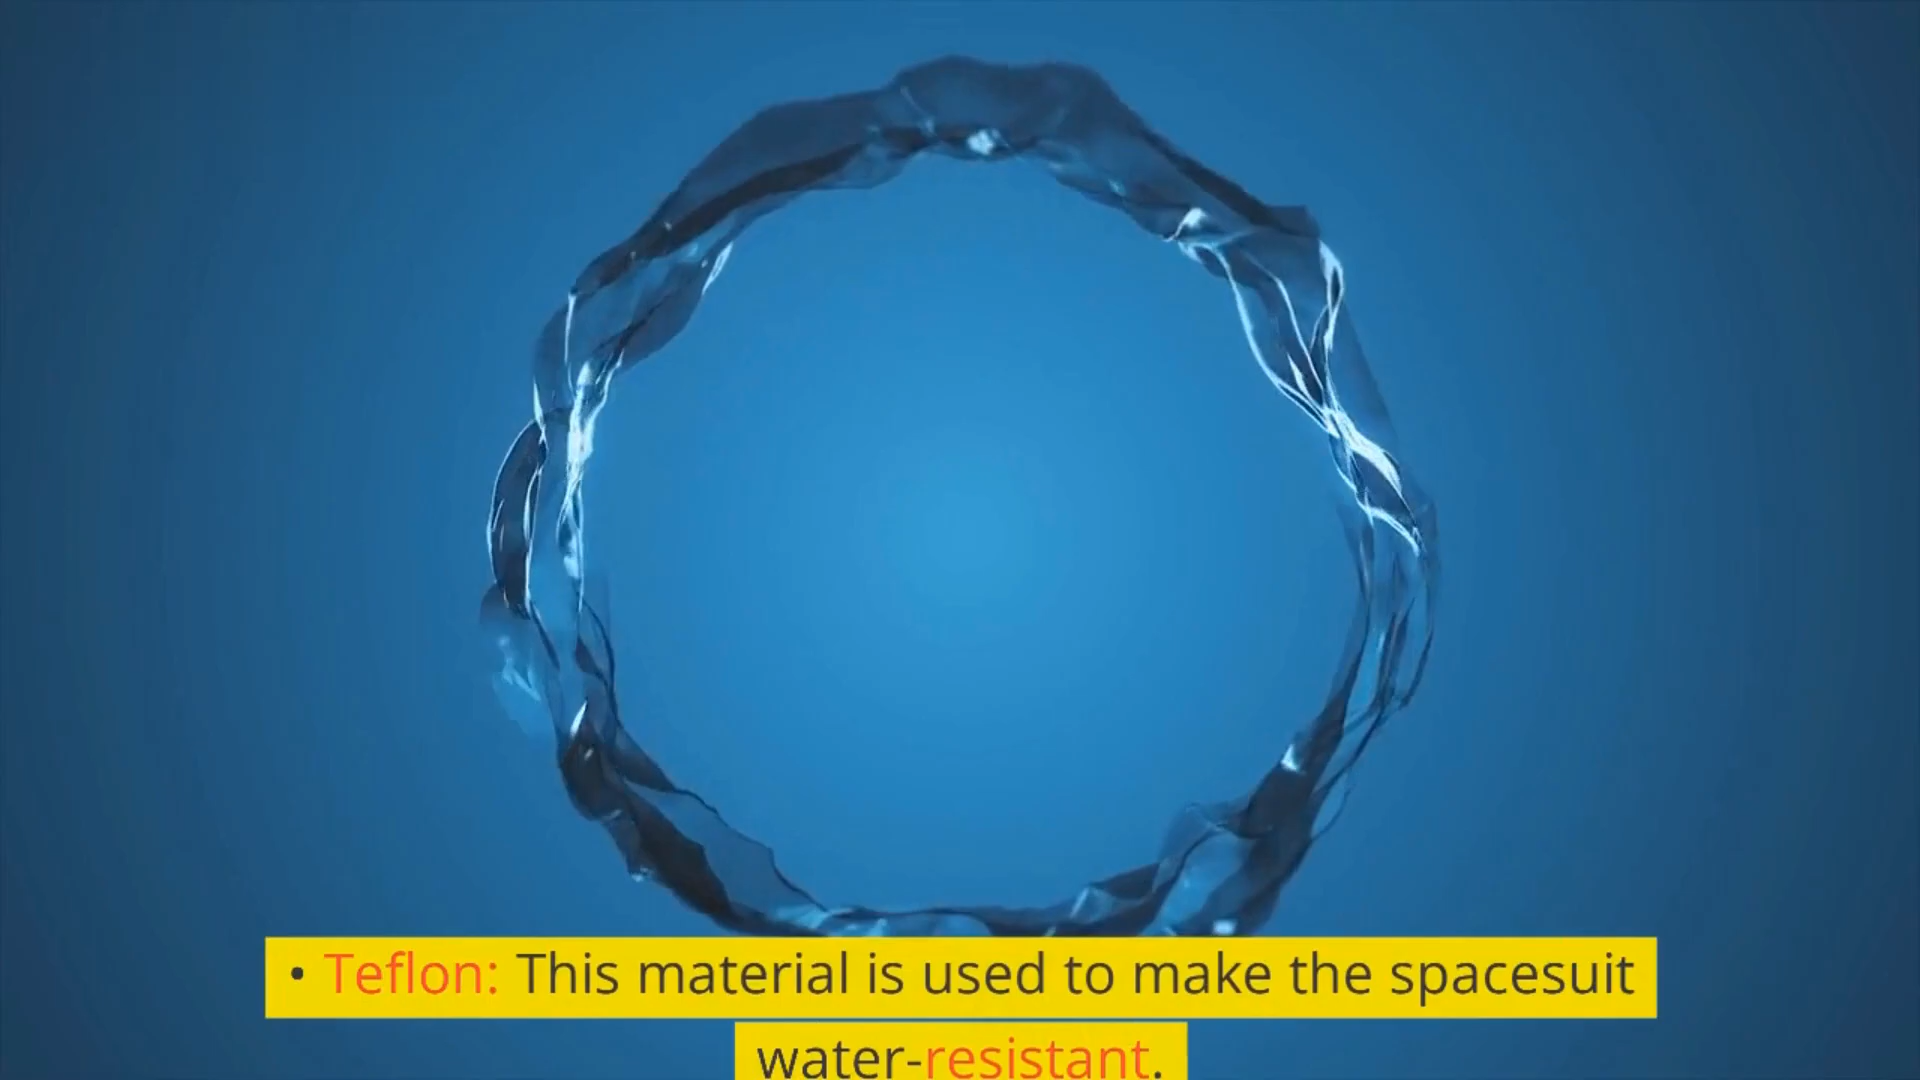 • Teflon: This material is used to make the spacesuit
water-resistant.